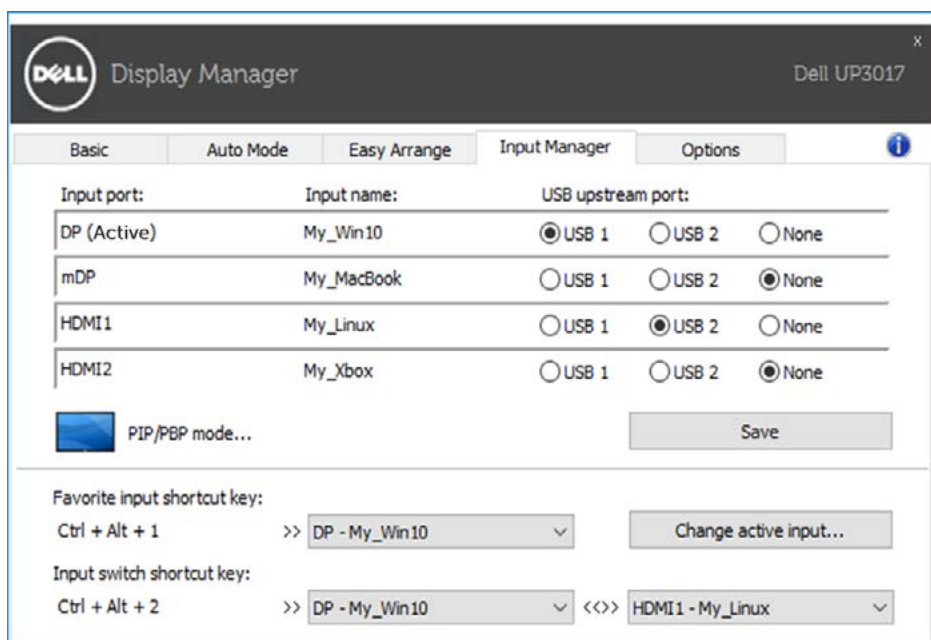 x
DELL Display Manager Dell UP3017
Basic Auto Mode Easy Arrange Input Manager Options i
Input port: Input name: USB upstream port:
DP (Active) My_Win10 USB 1 USB 2 None
mDP My_MacBook USB 1 USB 2 None
HDMI1 My_Linux USB 1 USB 2 None
HDMI2 My_Xbox USB 1 USB 2 None
PIP/PBP mode... Save
Favorite input shortcut key:
Ctrl + Alt + 1 >> DP - My_Win10 Change active input...
Input switch shortcut key:
Ctrl + Alt + 2 >> DP - My_Win10 <<>> HDMI1 - My_Linux